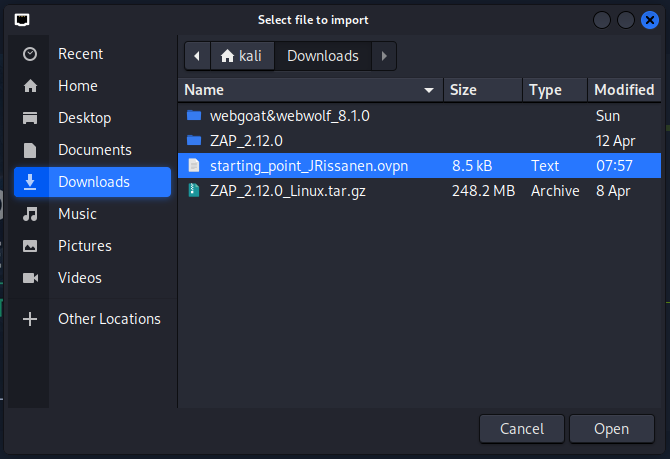 Select file to import
Recent
Home
Desktop
Documents
Downloads
Music
Pictures
Videos
Other Locations
kali Downloads
Name Size Type Modified
webgoat&webwolf_8.1.0 Sun
ZAP_2.12.0 12 Apr
starting_point_JRissanen.ovpn 8.5 kB Text 07:57
ZAP_2.12.0_Linux.tar.gz 248.2 MB Archive 8 Apr
Cancel Open